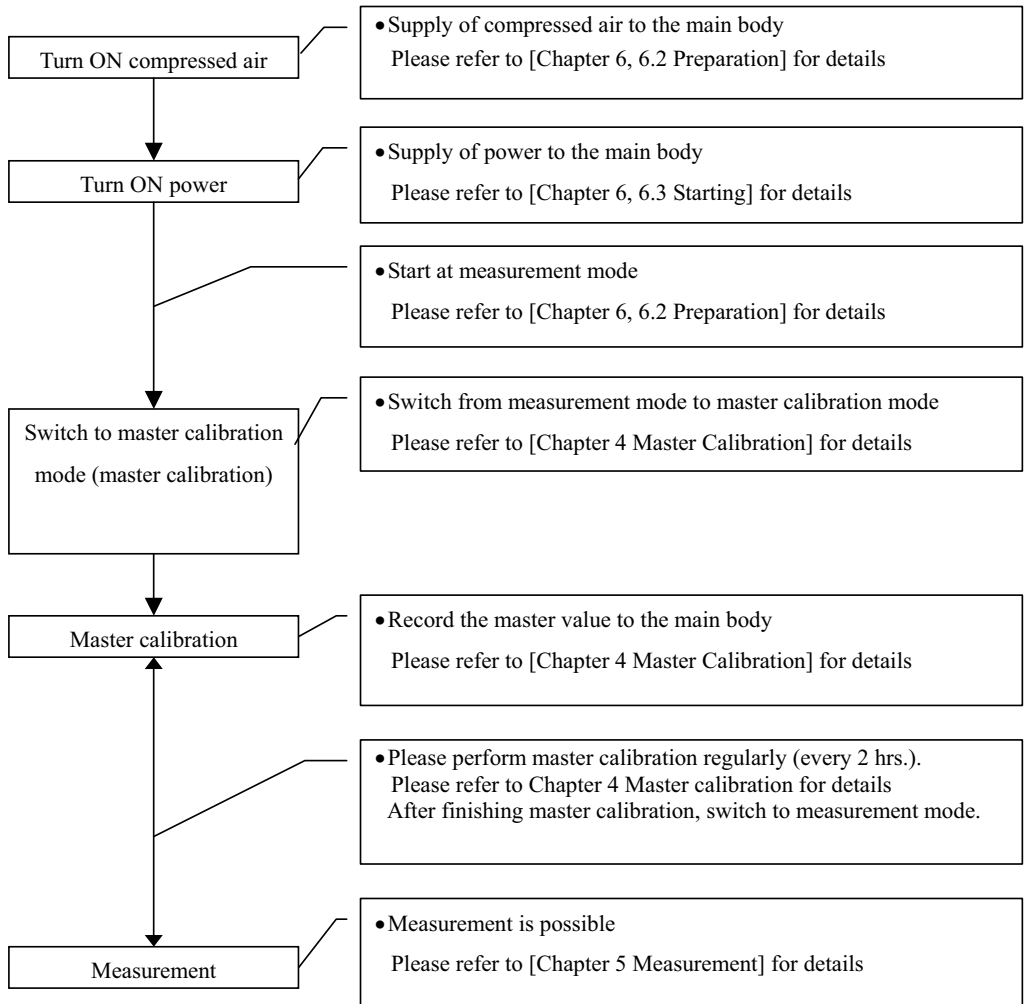 Turn ON compressed air
•Supply of compressed air to the main body
Please refer to [Chapter 6, 6.2 Preparation] for details
Turn ON power
•Supply of power to the main body
Please refer to [Chapter 6, 6.3 Starting] for details
•Start at measurement mode
Please refer to [Chapter 6, 6.2 Preparation] for details
Switch to master calibration
mode (master calibration)
•Switch from measurement mode to master calibration mode
Please refer to [Chapter 4 Master Calibration] for details
Master calibration
•Record the master value to the main body
Please refer to [Chapter 4 Master Calibration] for details
•Please perform master calibration regularly (every 2 hrs.).
Please refer to Chapter 4 Master calibration for details
After finishing master calibration, switch to measurement mode.
Measurement
•Measurement is possible
Please refer to [Chapter 5 Measurement] for details